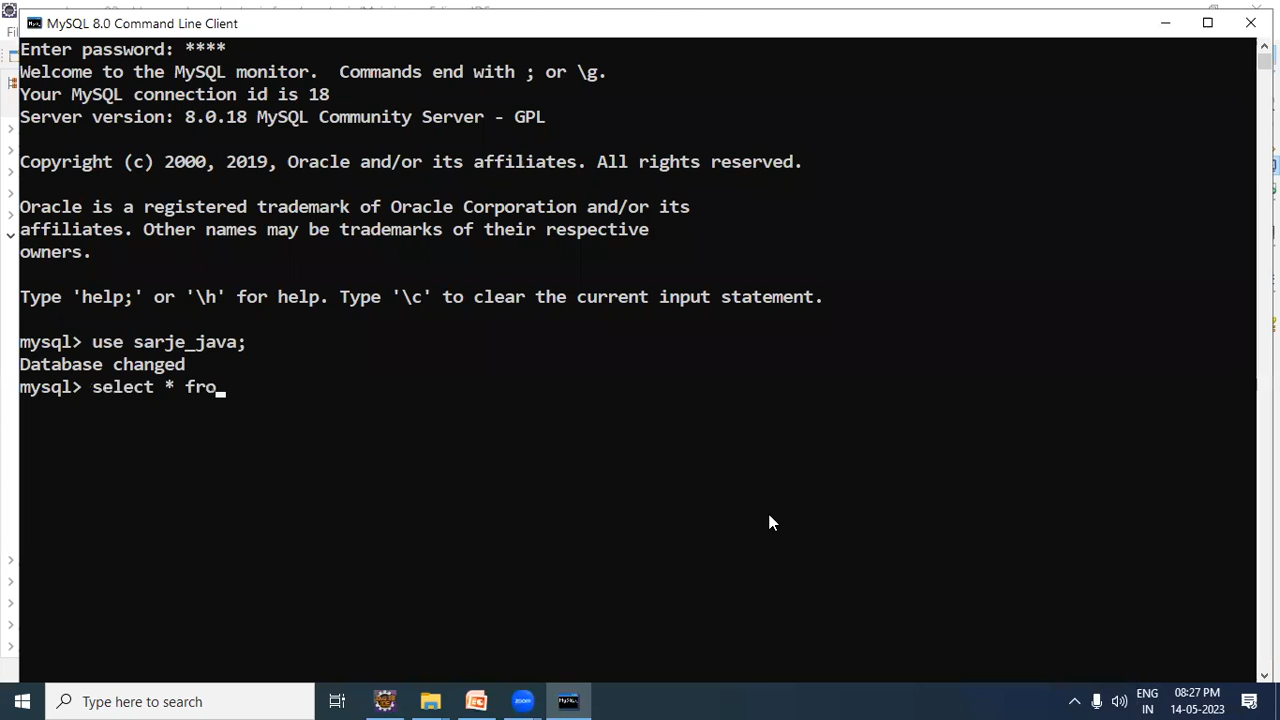 MySQL 8.0 Command Line Client
Enter password: ****
Welcome to the MySQL monitor.  Commands end with ; or \g.
Your MySQL connection id is 18
Server version: 8.0.18 MySQL Community Server - GPL
Copyright (c) 2000, 2019, Oracle and/or its affiliates. All rights reserved.
Oracle is a registered trademark of Oracle Corporation and/or its
affiliates. Other names may be trademarks of their respective
owners.
Type 'help;' or '\h' for help. Type '\c' to clear the current input statement.
mysql> use sarje_java;
Database changed
mysql> select * fro_
Type here to search
zoom
ENG
IN
08:27 PM
14-05-2023